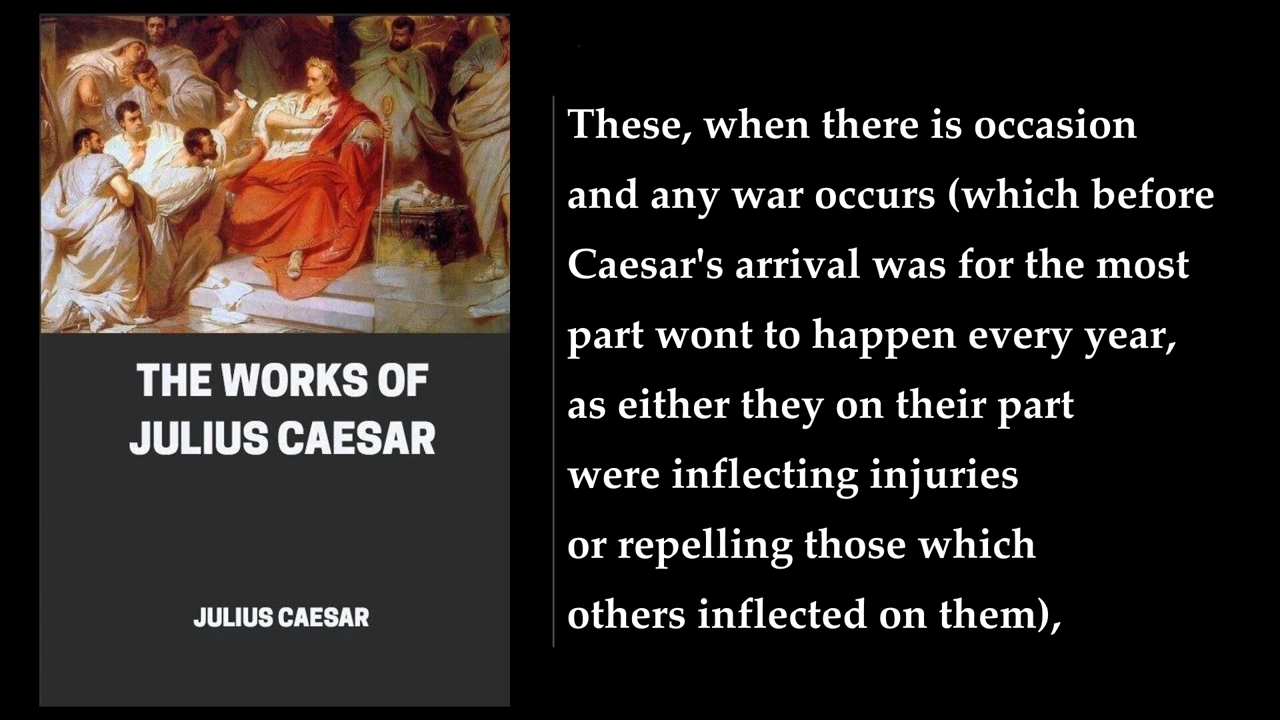 THE WORKS OF
JULIUS CAESAR
JULIUS CAESAR
These, when there is occasion
and any war occurs (which before
Caesar's arrival was for the most
part wont to happen every year,
as either they on their part
were inflecting injuries
or repelling those which
others inflected on them),